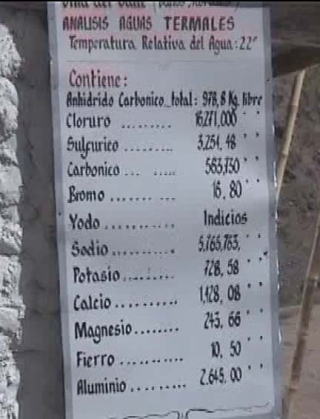 ANALISIS AGUAS TERMALES
Temperatura Relativa del Agua: 22°
Contiene:
Anhidrido Carbonico total: 978,8 Kg. libre
Cloruro ......... 16,271,000 " "
Sulfurico ......... 3,254,48 " "
Carbonico ... ..... 563,750 " "
Bromo ....... ... 16,80 " "
Yodo .......... Indicios
Sodio .......... 5,765,763, " "
Potasio ......... 728,58 " "
Calcio .......... 1,128,08 " "
Magnesio ....... 243,66 " "
Fierro .......... 10,50 " "
Aluminio ......... 2.645,00 " "